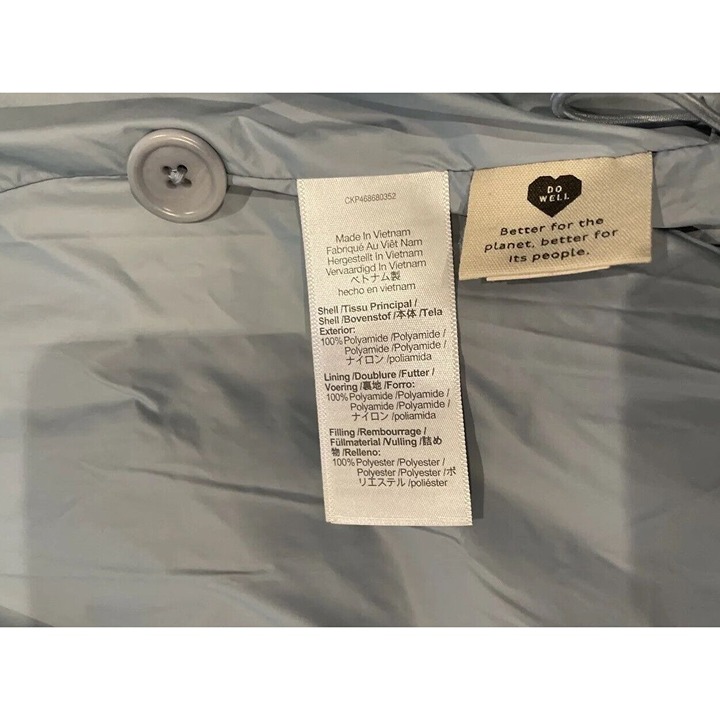 CKP468680352
Made In Vietnam
Fabriqué Au Viêt Nam
Hergestellt In Vietnam
Vervaardigd In Vietnam
ベトナム製
hecho en vietnam
Shell /Tissu Principal /
Shell /Bovenstof /本体 /Tela
Exterior:
100% Polyamide /Polyamide /
Polyamide /Polyamide /
ナイロン /poliamida
Lining /Doublure /Futter /
Voering /裏地 /Forro:
100% Polyamide /Polyamide /
Polyamide /Polyamide /
ナイロン /poliamida
Filling /Rembourrage /
Füllmaterial /Vulling /詰め
物 /Relleno:
100% Polyester /Polyester /
Polyester /Polyester /ポ
リエステル /poliéster
DO
WELL
Better for the
planet, better for
its people.